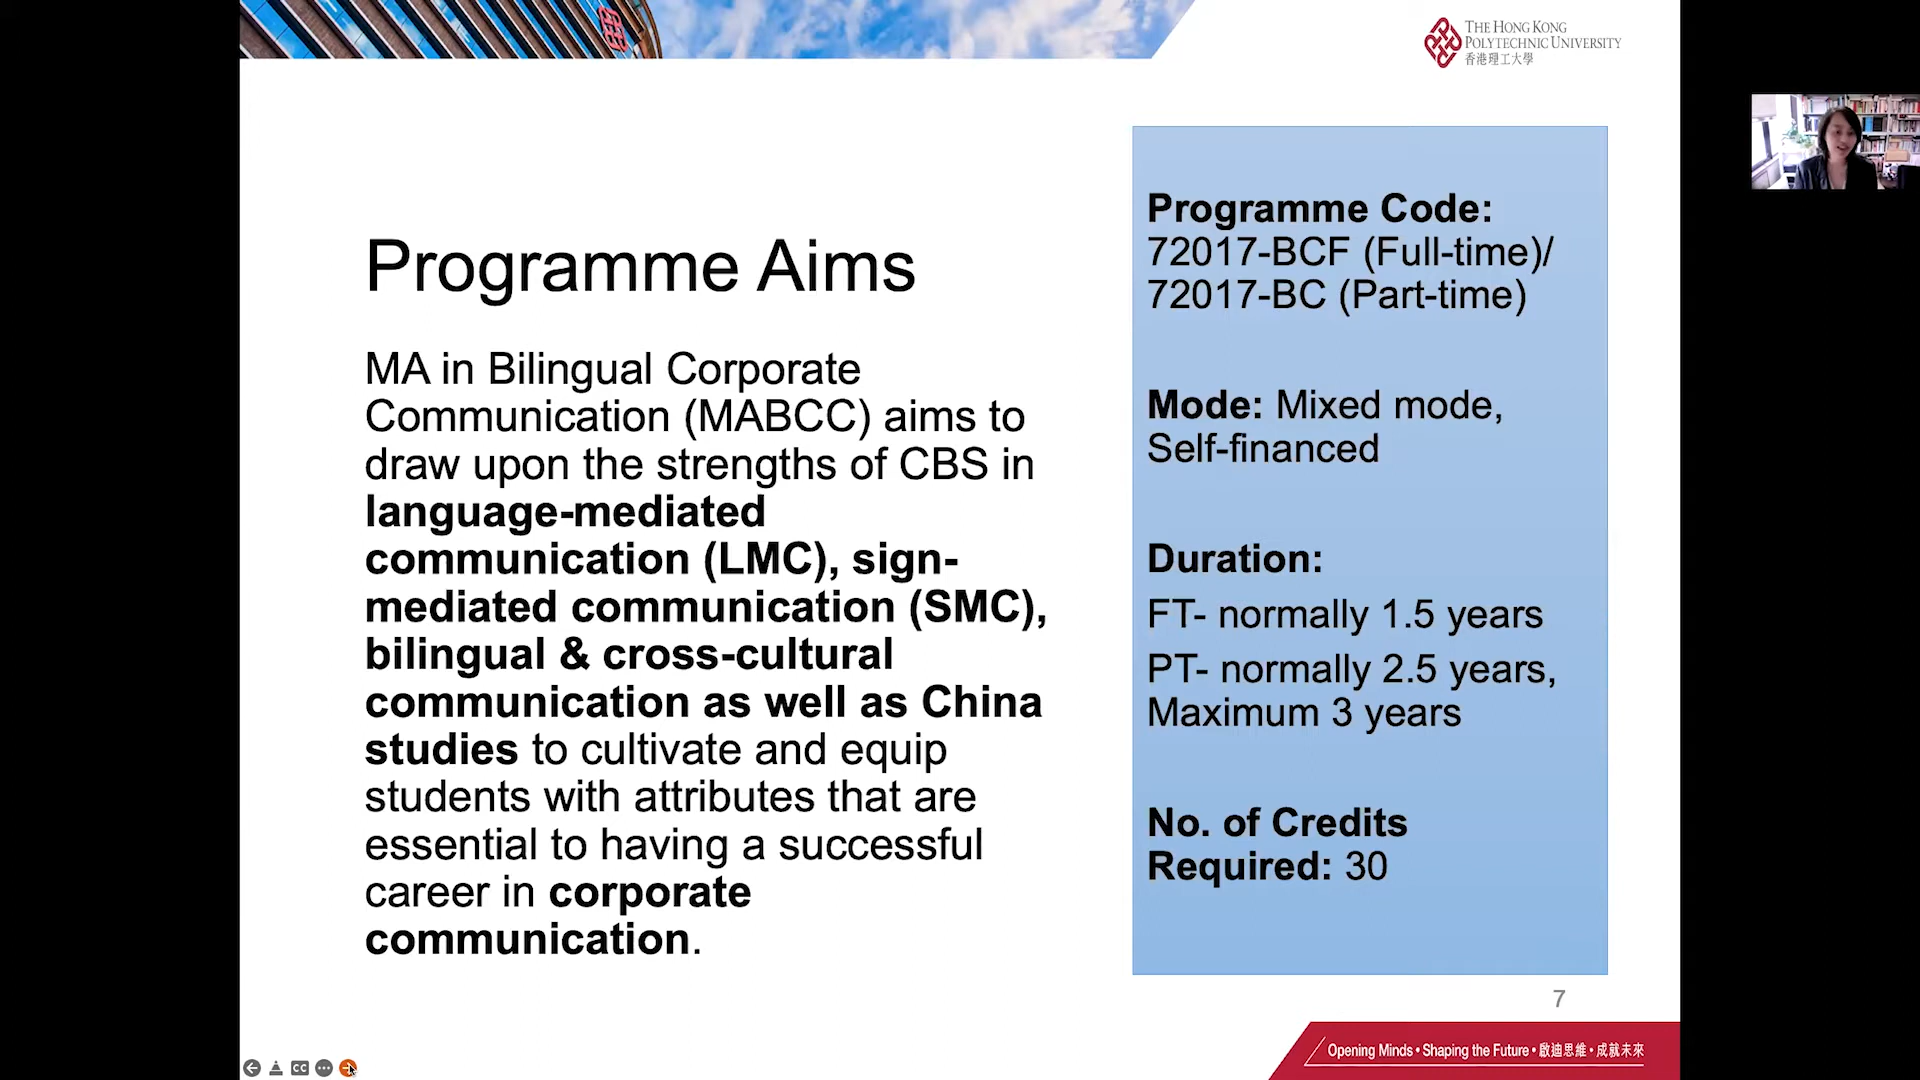 THE HONG KONG
POLYTECHNIC UNIVERSITY
香港理工大學
Programme Aims
MA in Bilingual Corporate
Communication (MABCC) aims to
draw upon the strengths of CBS in
language-mediated
communication (LMC), sign-
mediated communication (SMC),
bilingual & cross-cultural
communication as well as China
studies to cultivate and equip
students with attributes that are
essential to having a successful
career in corporate
communication.
Programme Code:
72017-BCF (Full-time)/
72017-BC (Part-time)
Mode: Mixed mode,
Self-financed
Duration:
FT- normally 1.5 years
PT- normally 2.5 years,
Maximum 3 years
No. of Credits
Required: 30
7
Opening Minds • Shaping the Future • 啟迪思維 • 成就未來
CC